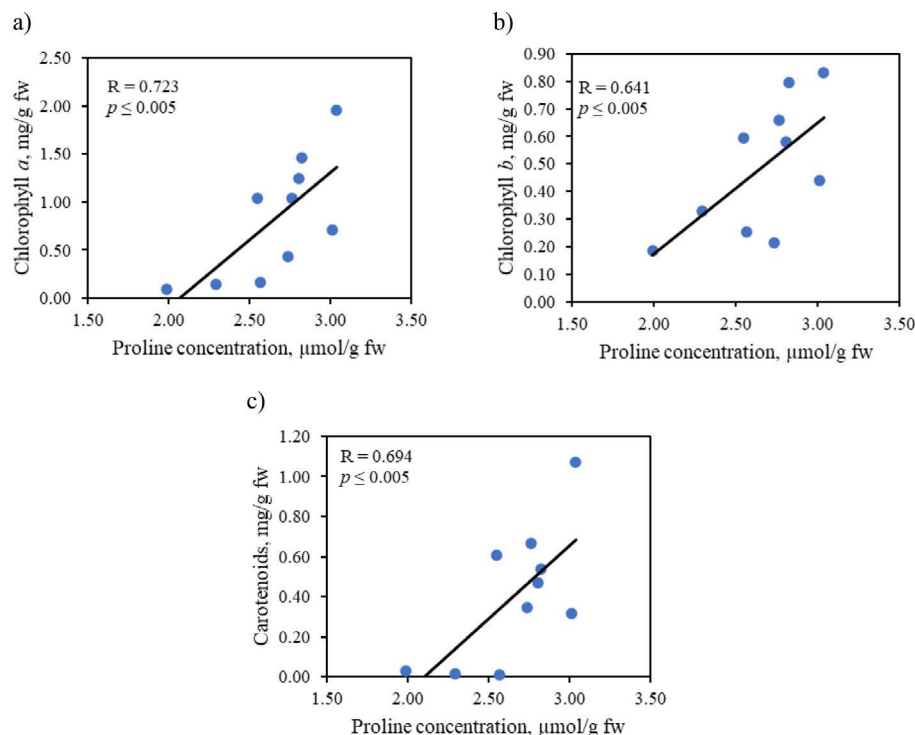 a)
Chlorophyll a, mg/g fw
2.50
2.00
1.50
1.00
0.50
0.00
R = 0.723
p ≤ 0.005
1.50 2.00 2.50 3.00 3.50
Proline concentration, µmol/g fw
b)
Chlorophyll b, mg/g fw
0.90
0.80
0.70
0.60
0.50
0.40
0.30
0.20
0.10
0.00
R = 0.641
p ≤ 0.005
1.50 2.00 2.50 3.00 3.50
Proline concentration, µmol/g fw
c)
Carotenoids, mg/g fw
1.20
1.00
0.80
0.60
0.40
0.20
0.00
R = 0.694
p ≤ 0.005
1.50 2.00 2.50 3.00 3.50
Proline concentration, µmol/g fw